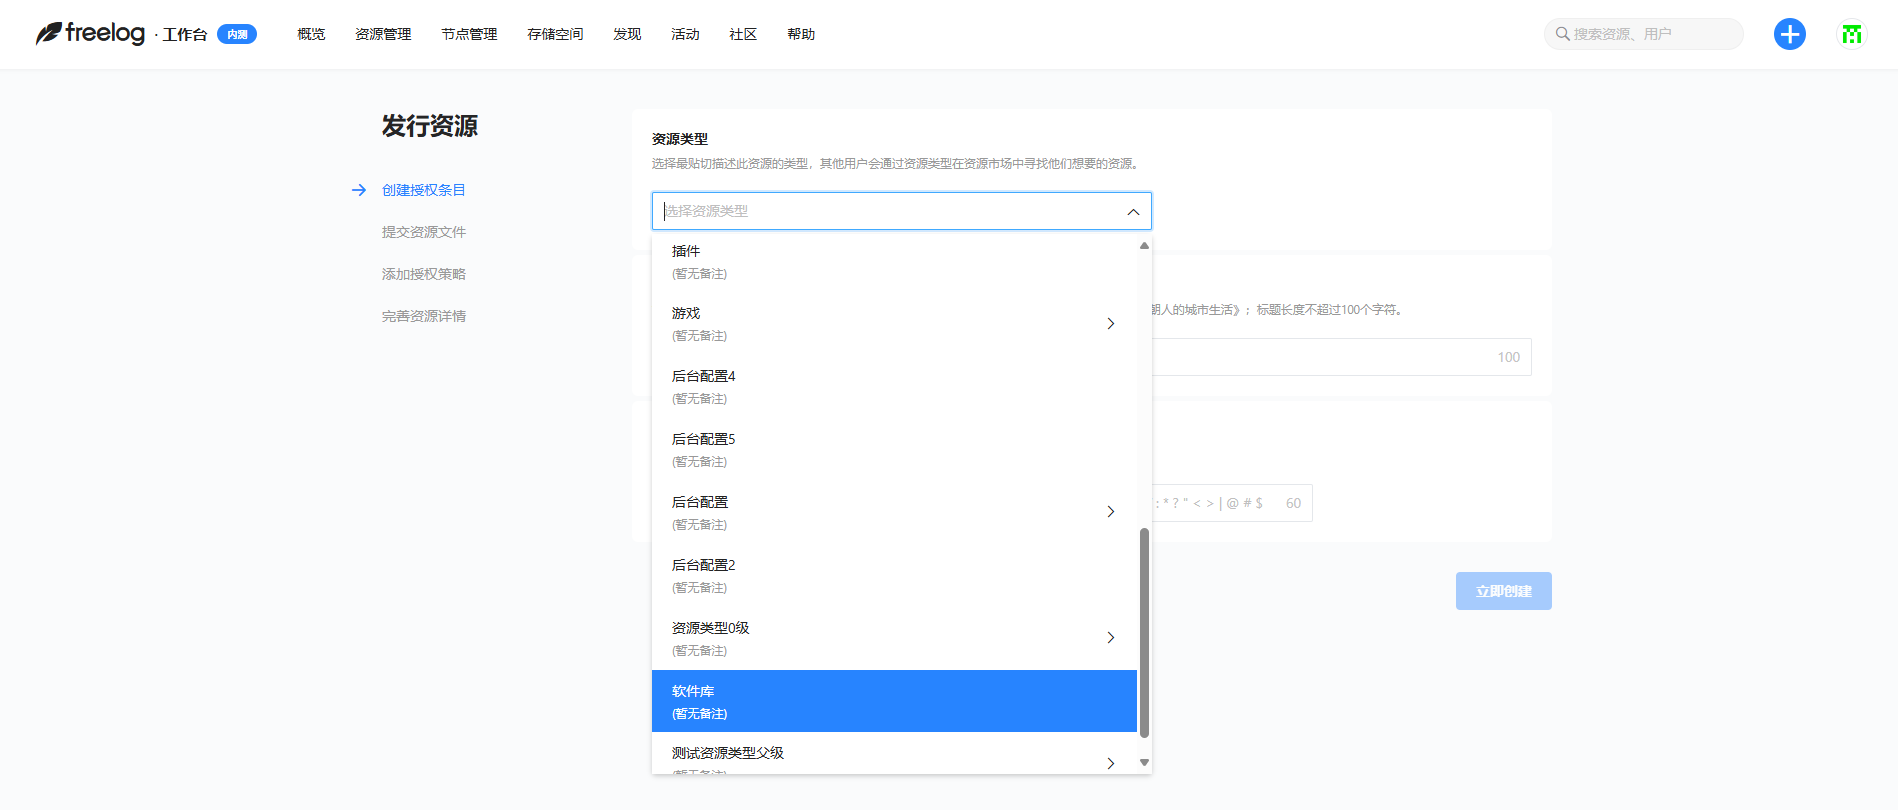 freelog · 工作台 内测 概览 资源管理 节点管理 存储空间 发现 活动 社区 帮助 搜索资源、用户
发行资源
创建授权条目
提交资源文件
添加授权策略
完善资源详情
资源类型
选择最贴切描述此资源的类型，其他用户会通过资源类型在资源市场中寻找他们想要的资源。
选择资源类型
插件
(暂无备注)
游戏
(暂无备注)
后台配置4
(暂无备注)
后台配置5
(暂无备注)
后台配置
(暂无备注)
后台配置2
(暂无备注)
资源类型0级
(暂无备注)
软件库
(暂无备注)
测试资源类型父级
朝人的城市生活》；标题长度不超过100个字符。
100
: * ? " < > | @ # $ 60
立即创建